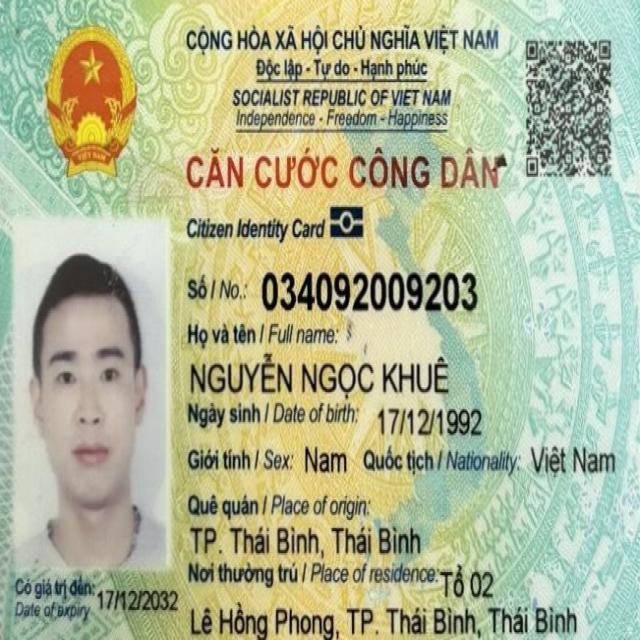 CỘNG HÒA XÃ HỘI CHỦ NGHĨA VIỆT NAM
Độc lập - Tự do - Hạnh phúc
SOCIALIST REPUBLIC OF VIET NAM
Independence - Freedom - Happiness
CĂN CƯỚC CÔNG DÂN
Citizen Identity Card
Số / No.: 034092009203
Họ và tên / Full name:
NGUYỄN NGỌC KHUÊ
Ngày sinh / Date of birth: 17/12/1992
Giới tính / Sex: Nam Quốc tịch / Nationality: Việt Nam
Quê quán / Place of origin:
TP. Thái Bình, Thái Bình
Nơi thường trú / Place of residence: Tổ 02
Lê Hồng Phong, TP. Thái Bình, Thái Bình
Có giá trị đến: 17/12/2032
Date of expiry
VIỆT NAM